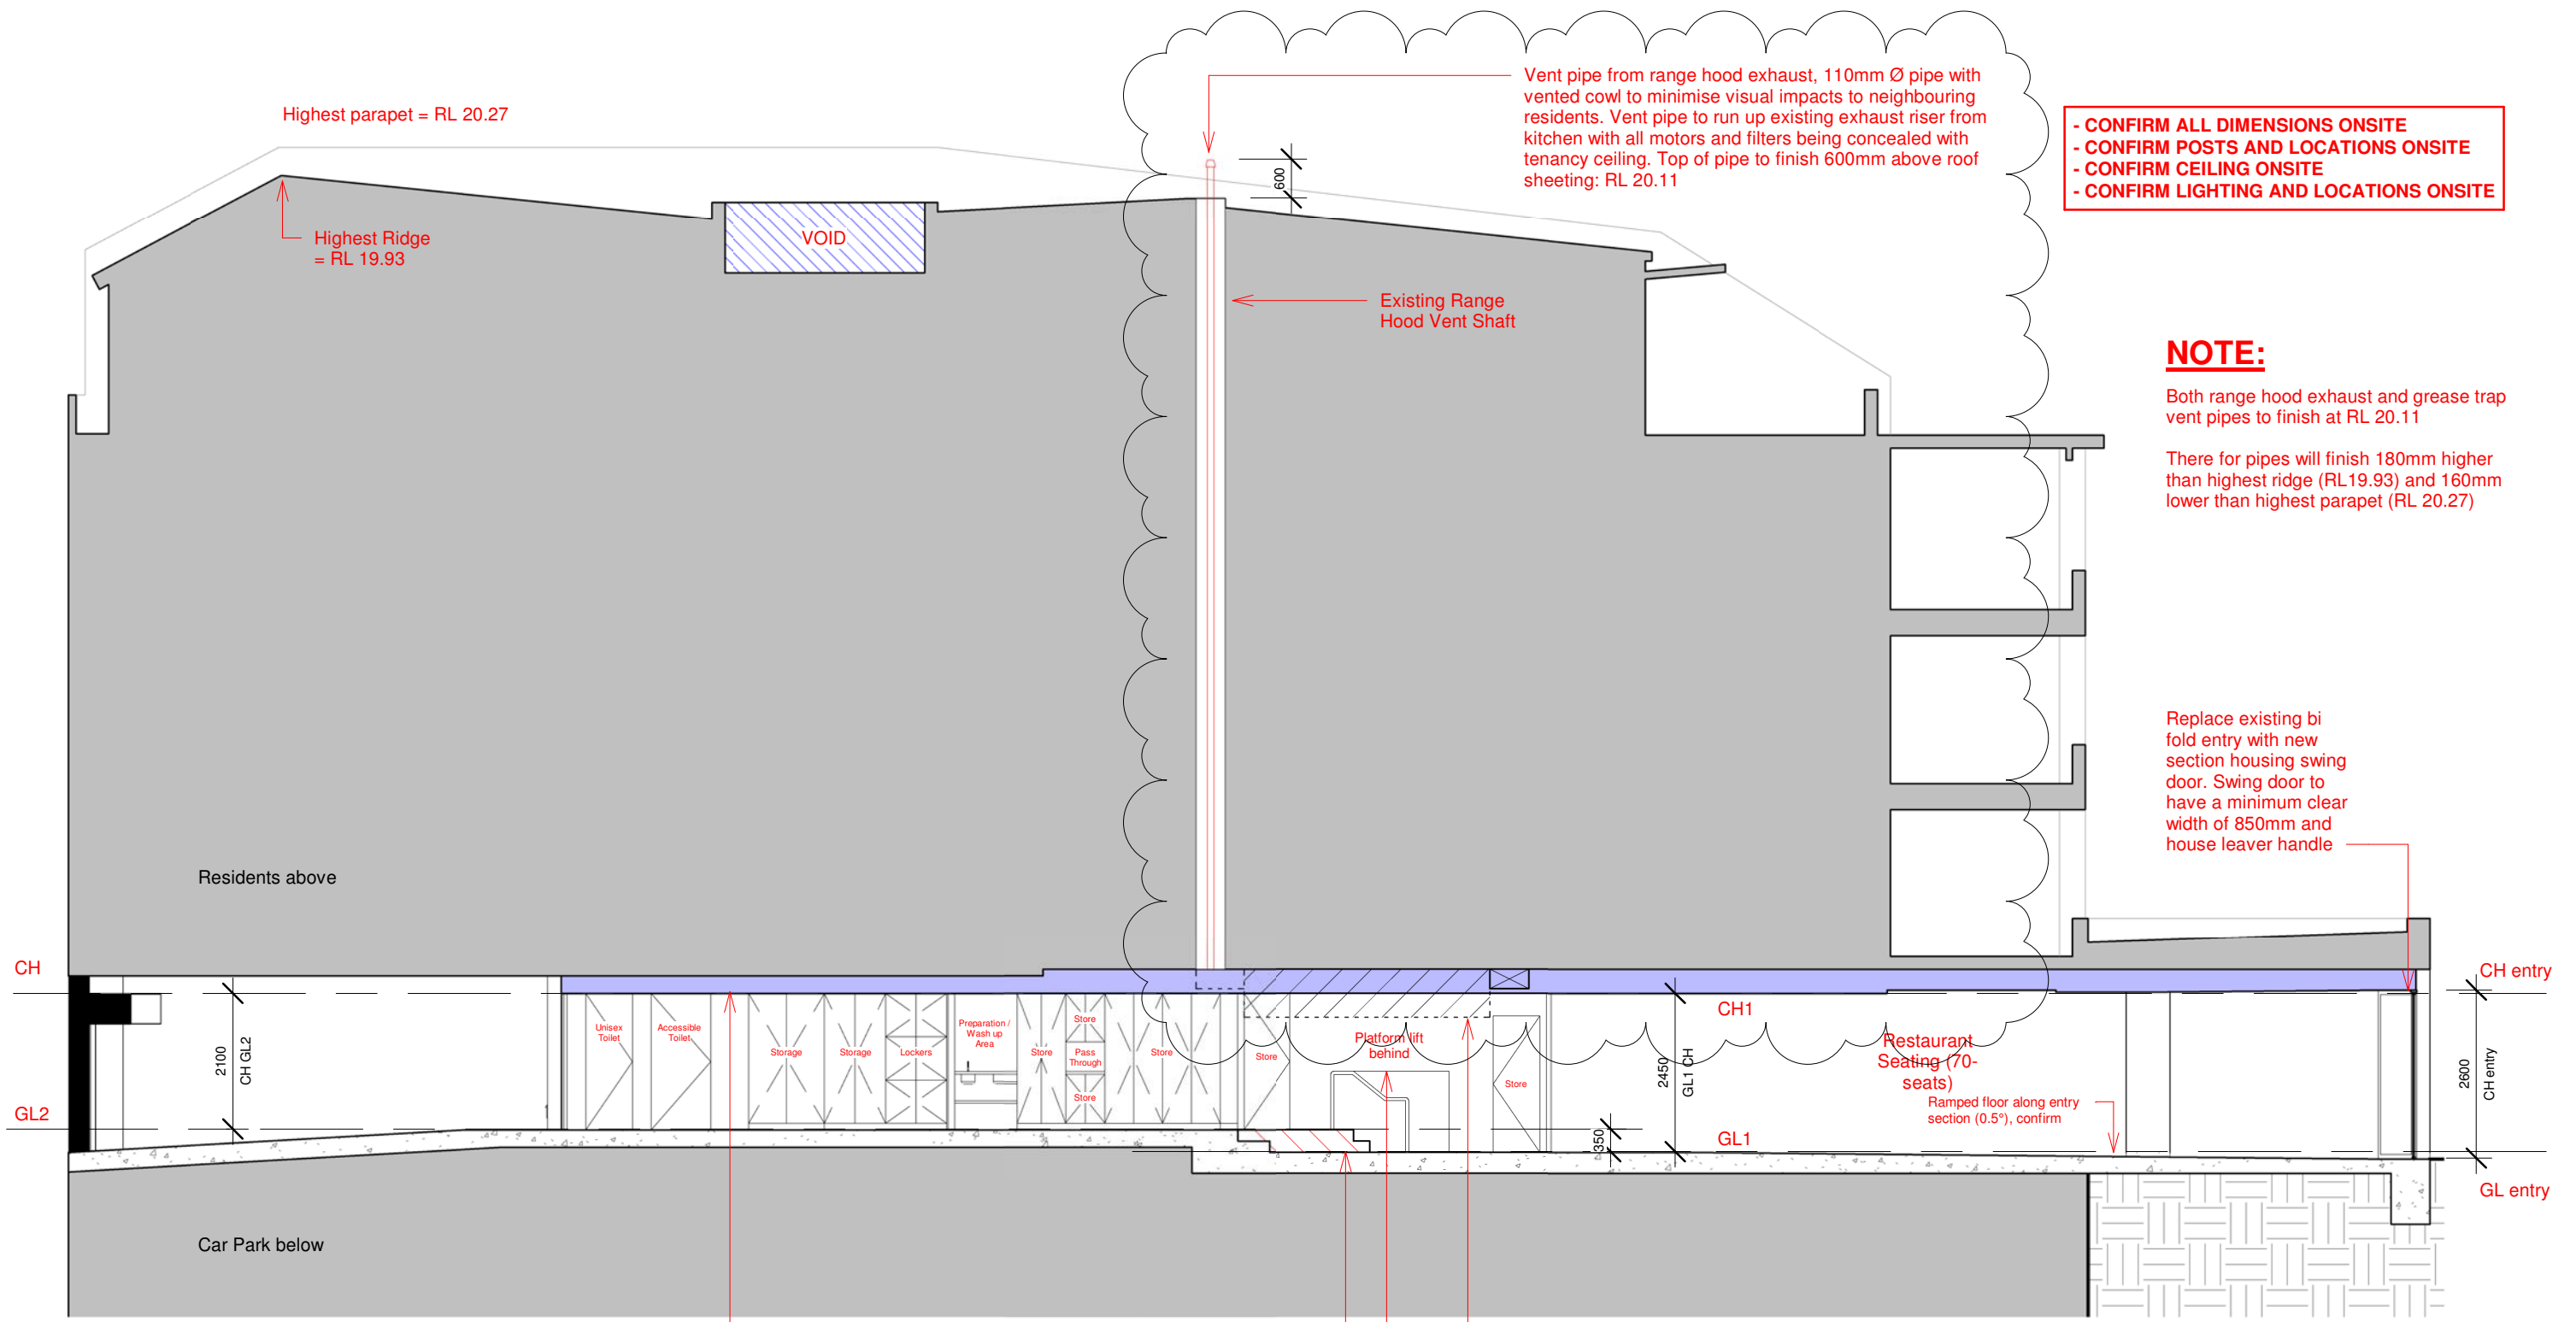 Highest parapet = RL 20.27
Vent pipe from range hood exhaust, 110mm Ø pipe with
vented cowl to minimise visual impacts to neighbouring
residents. Vent pipe to run up existing exhaust riser from
kitchen with all motors and filters being concealed with
tenancy ceiling. Top of pipe to finish 600mm above roof
sheeting: RL 20.11
- CONFIRM ALL DIMENSIONS ONSITE
- CONFIRM POSTS AND LOCATIONS ONSITE
- CONFIRM CEILING ONSITE
- CONFIRM LIGHTING AND LOCATIONS ONSITE
600
Highest Ridge
= RL 19.93
VOID
Existing Range
Hood Vent Shaft
NOTE:
Both range hood exhaust and grease trap
vent pipes to finish at RL 20.11
There for pipes will finish 180mm higher
than highest ridge (RL19.93) and 160mm
lower than highest parapet (RL 20.27)
Replace existing bi
fold entry with new
section housing swing
door. Swing door to
have a minimum clear
width of 850mm and
house leaver handle
Residents above
CH
CH entry
CH1
2100
CH GL2
Unisex
Toilet
Accessible
Toilet
Storage
Storage
Lockers
Preparation /
Wash up
Area
Store
Store
Pass
Through
Store
Store
Store
Platform lift
behind
Store
2450
GL1 CH
Restaurant
Seating (70-
seats)
2600
CH entry
Ramped floor along entry
section (0.5°), confirm
GL2
350
GL1
GL entry
Car Park below